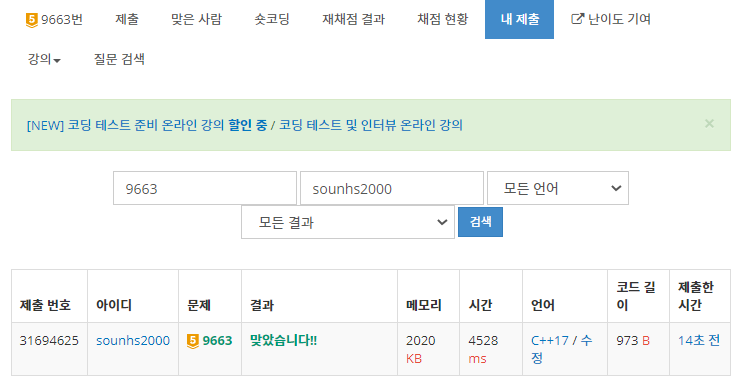 5 9663번 제출 맞은 사람 숏코딩 재채점 결과 채점 현황 내 제출 난이도 기여
강의 질문 검색
[NEW] 코딩 테스트 준비 온라인 강의 할인 중 / 코딩 테스트 및 인터뷰 온라인 강의 ×
9663 sounhs2000 모든 언어
모든 결과 검색
제출 번호 아이디 문제 결과 메모리 시간 언어 코드 길이 제출한 시간
31694625 sounhs2000 5 9663 맞았습니다!! 2020 KB 4528 ms C++17 / 수정 973 B 14초 전